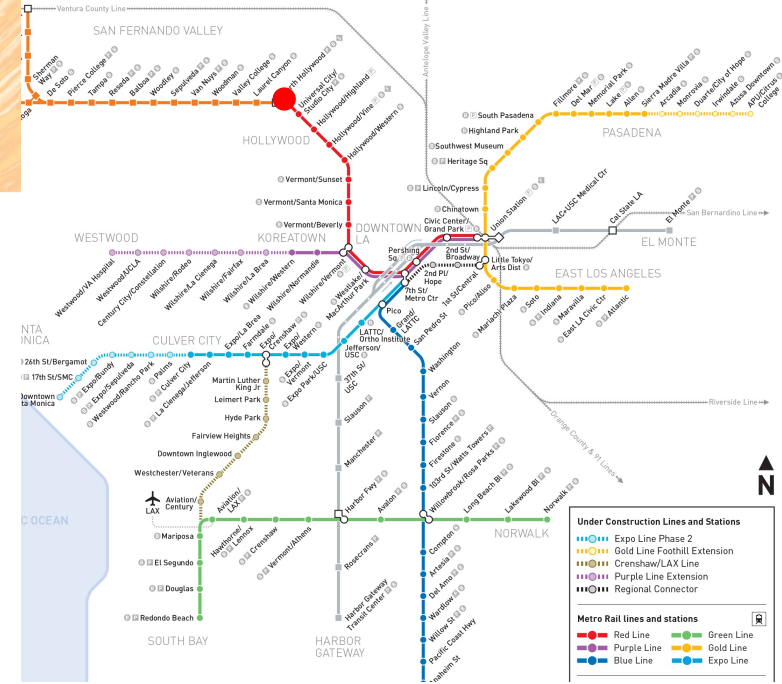 Ventura County Line
SAN FERNANDO VALLEY
Antelope Valley Line
Sherman
Way
De Soto
Pierce College
Tampa
Reseda
Balboa
Woodley
Sepulveda
Van Nuys
Woodman
Valley College
Laurel Canyon
Hollywood
Universal City/
Studio City
Hollywood/Highland
Hollywood/Vine
Hollywood/Western
HOLLYWOOD
Vermont/Sunset
Vermont/Santa Monica
Vermont/Beverly
Fillmore
Del Mar
Memorial Park
Lake
Allen
Sierra Madre Villa
Arcadia
Monrovia
Duarte/City of Hope
Irwindale
Azusa Downtown
APU/Citrus
College
PASADENA
South Pasadena
Highland Park
Southwest Museum
Heritage Sq
Lincoln/Cypress
Chinatown
Civic Center/
Grand Park
Union Station
LAC+USC Medical Ctr
Cal State LA
El Monte
San Bernardino Line
EL MONTE
WESTWOOD
KOREATOWN
DOWNTOWN
LA
Pershing
Sq
2nd St/
Broadway
2nd Pl/
Hope
Little Tokyo/
Arts Dist
1st St/Central
7th St/
Metro Ctr
Westlake/
MacArthur Park
Westwood/VA Hospital
Westwood/UCLA
Century City/Constellation
Wilshire/Rodeo
Wilshire/La Cienega
Wilshire/Fairfax
Wilshire/La Brea
Wilshire/Western
Wilshire/Normandie
Wilshire/Vermont
EAST LOS ANGELES
Pico/Aliso
Mariachi Plaza
Soto
Indiana
Maravilla
East LA Civic Ctr
Atlantic
Pico
Grand/
LATTC
San Pedro St
LATTC/
Ortho Institute
Jefferson/
USC
37th St/
USC
CULVER CITY
Expo/La Brea
Farmdale
Expo/
Crenshaw
Expo/
Western
Expo/
Vermont
Expo Park/USC
26th St/Bergamot
17th St/SMC
Expo/Bundy
Expo/Sepulveda
Westwood/Rancho Park
Palms
Culver City
La Cienega/Jefferson
Martin Luther
King Jr
Leimert Park
Hyde Park
Fairview Heights
Downtown Inglewood
Westchester/Veterans
Aviation/
Century
LAX
Aviation/
LAX
Hawthorne/
Lennox
Crenshaw
Vermont/Athens
Mariposa
El Segundo
Douglas
Redondo Beach
SOUTH BAY
Slauson
Manchester
Harbor Fwy
Avalon
Rosecrans
Harbor Gateway
Transit Center
HARBOR
GATEWAY
Washington
Vernon
Slauson
Florence
Firestone
103rd St/Watts Towers
Willowbrook/Rosa Parks
Long Beach Bl
Lakewood Bl
Norwalk
NORWALK
Compton
Artesia
Del Amo
Wardlow
Willow St
Pacific Coast Hwy
Riverside Line
Orange County & 91 Lines
OCEAN
N
Under Construction Lines and Stations
Expo Line Phase 2
Gold Line Foothill Extension
Crenshaw/LAX Line
Purple Line Extension
Regional Connector
Metro Rail lines and stations
Red Line
Green Line
Purple Line
Gold Line
Blue Line
Expo Line